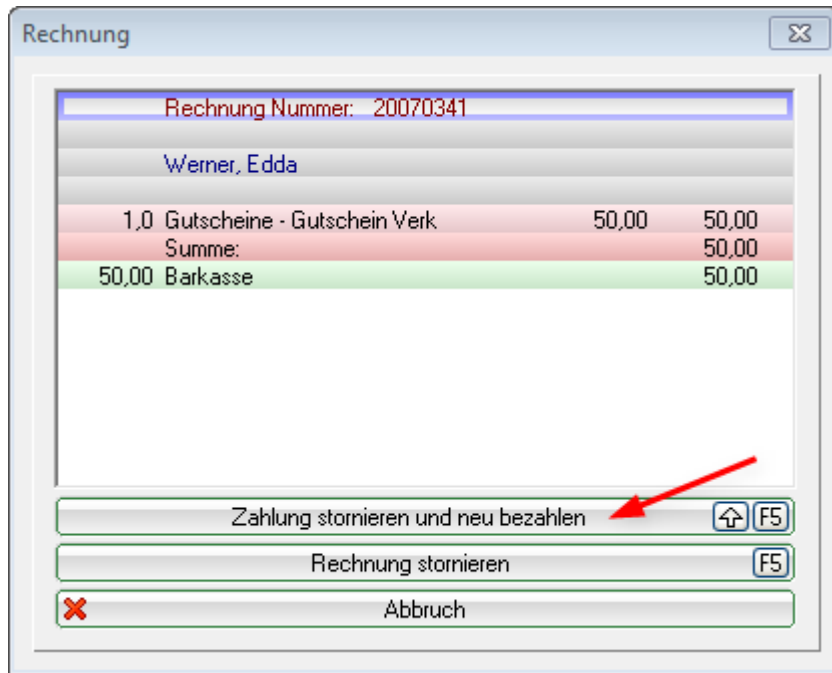 Rechnung
Rechnung Nummer: 20070341
Werner, Edda
1,0 Gutscheine - Gutschein Verk 50,00 50,00
Summe: 50,00
50,00 Barkasse 50,00
Zahlung stornieren und neu bezahlen F5
Rechnung stornieren F5
Abbruch